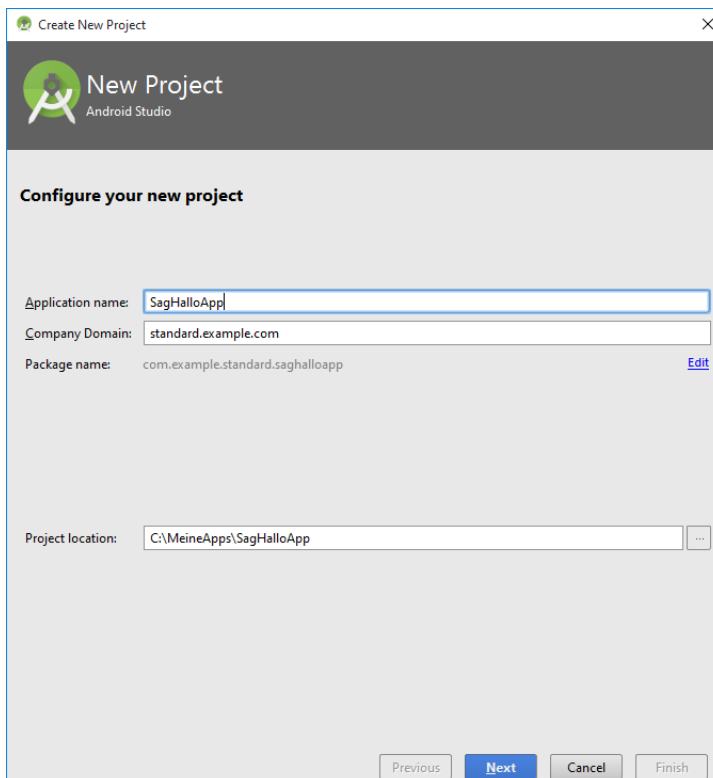 Create New Project
New Project
Android Studio
Configure your new project
Application name: SagHalloApp
Company Domain: standard.example.com
Package name: com.example.standard.saghalloapp Edit
Project location: C:\MeineApps\SagHalloApp ...
Previous Next Cancel Finish